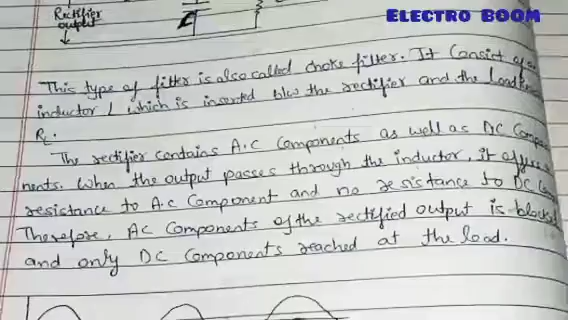 Electro BOOM
Rectifier
output
This type of filter is also called choke filter. It Consist of an
inductor L which is inserted b/w the rectifier and the Load
RL.
The rectifier contains A.C Components as well as DC Compo
nents. When the output passes through the inductor, it offers
resistance to A.C Component and no resistance to DC
Therefore, AC Components of the rectified output is blocked
and only DC Components reached at the load.